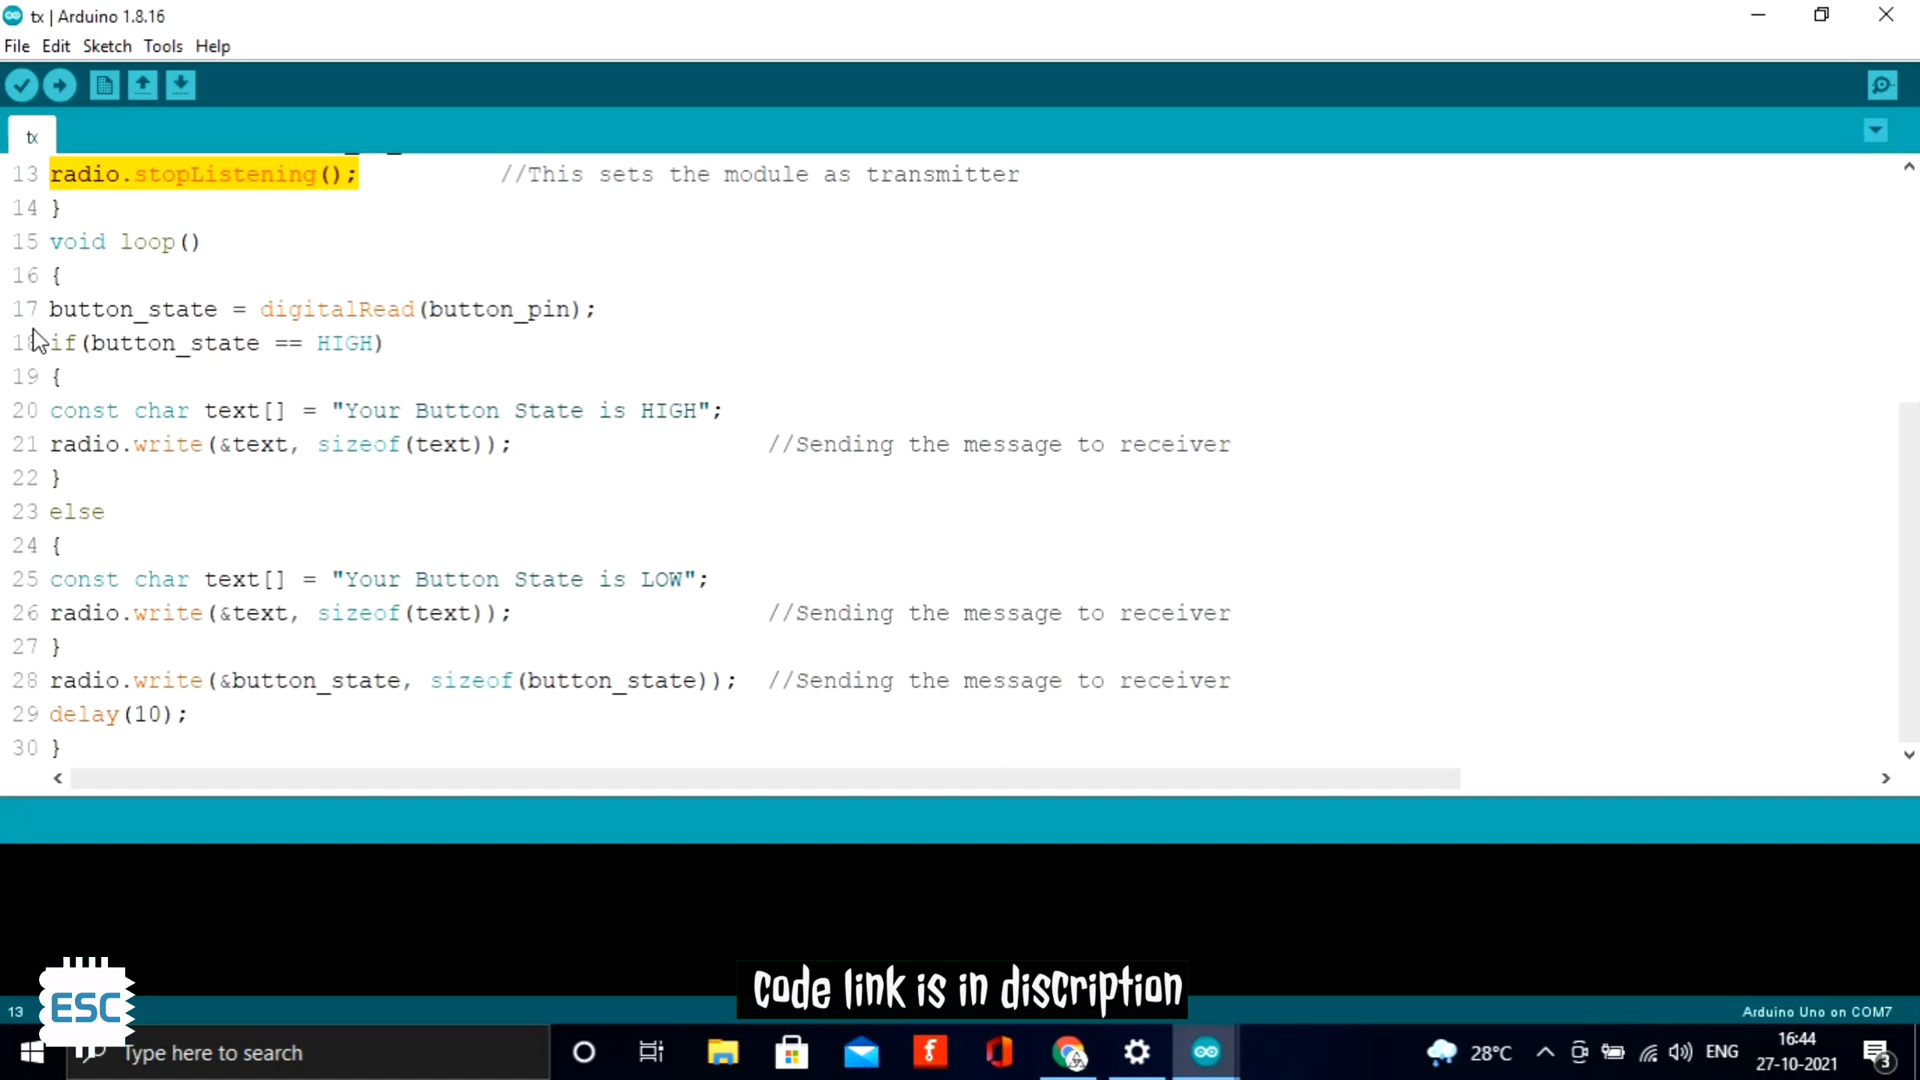 tx | Arduino 1.8.16
File Edit Sketch Tools Help
tx
13 radio.stopListening(); //This sets the module as transmitter
14 }
15 void loop()
16 {
17 button_state = digitalRead(button_pin);
18 if(button_state == HIGH)
19 {
20 const char text[] = "Your Button State is HIGH";
21 radio.write(&text, sizeof(text)); //Sending the message to receiver
22 }
23 else
24 {
25 const char text[] = "Your Button State is LOW";
26 radio.write(&text, sizeof(text)); //Sending the message to receiver
27 }
28 radio.write(&button_state, sizeof(button_state)); //Sending the message to receiver
29 delay(10);
30 }
code link is in discription
ESC
13
Arduino Uno on COM7
Type here to search
28°C
ENG
16:44
27-10-2021
3